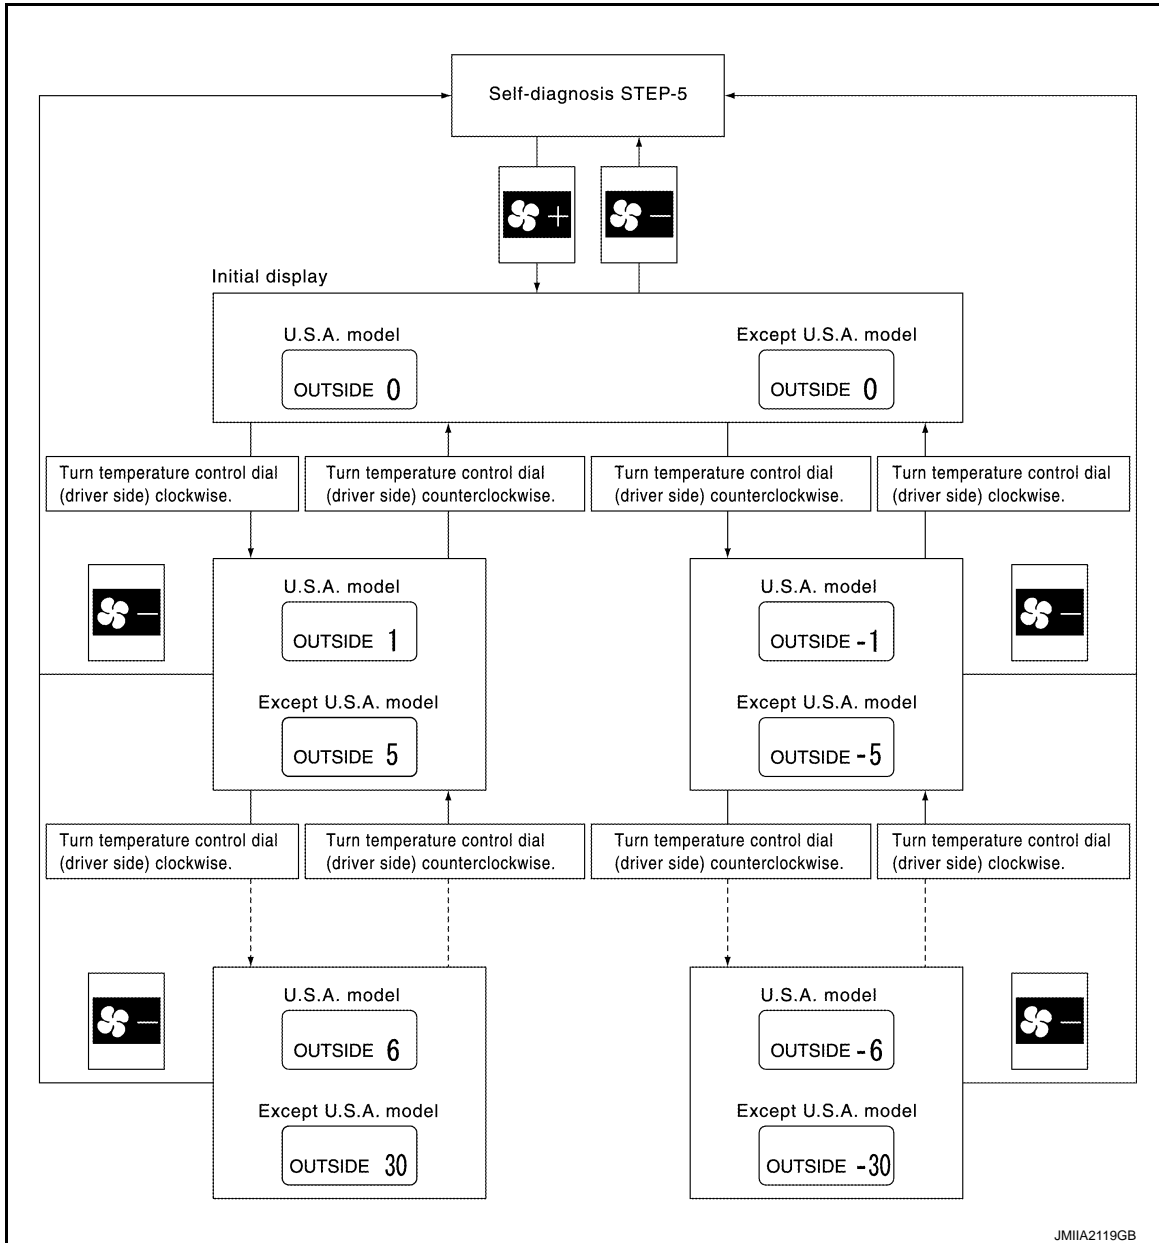 Self-diagnosis STEP-5
+
−
Initial display
U.S.A. model
Except U.S.A. model
OUTSIDE 0
OUTSIDE 0
Turn temperature control dial
(driver side) clockwise.
Turn temperature control dial
(driver side) counterclockwise.
Turn temperature control dial
(driver side) counterclockwise.
Turn temperature control dial
(driver side) clockwise.
−
U.S.A. model
OUTSIDE 1
Except U.S.A. model
OUTSIDE 5
U.S.A. model
OUTSIDE -1
Except U.S.A. model
OUTSIDE -5
−
Turn temperature control dial
(driver side) clockwise.
Turn temperature control dial
(driver side) counterclockwise.
Turn temperature control dial
(driver side) counterclockwise.
Turn temperature control dial
(driver side) clockwise.
−
U.S.A. model
OUTSIDE 6
Except U.S.A. model
OUTSIDE 30
U.S.A. model
OUTSIDE -6
Except U.S.A. model
OUTSIDE -30
−
JMIIA2119GB